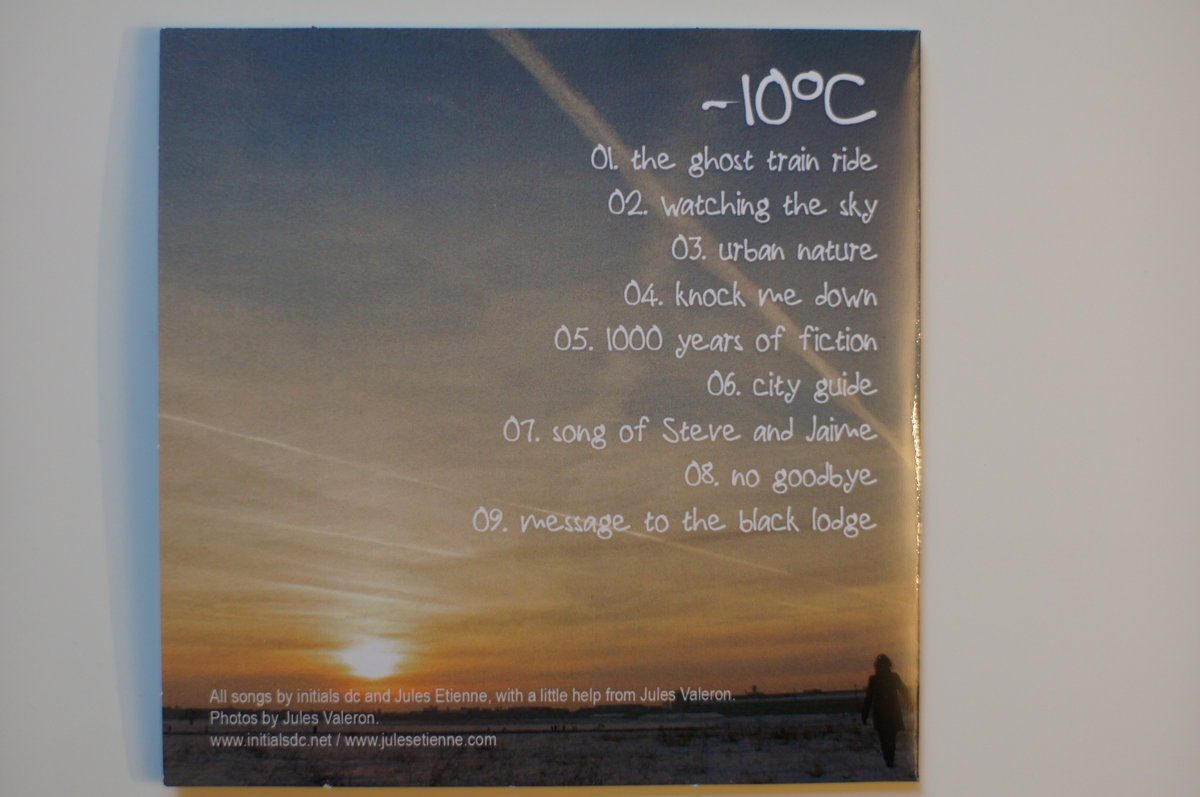 -10°C
01. the ghost train ride
02. watching the sky
03. urban nature
04. knock me down
05. 1000 years of fiction
06. city guide
07. song of Steve and Jaime
08. no goodbye
09. message to the black lodge
All songs by initials dc and Jules Etienne, with a little help from Jules Valeron.
Photos by Jules Valeron.
www.initialsdc.net / www.julesetienne.com